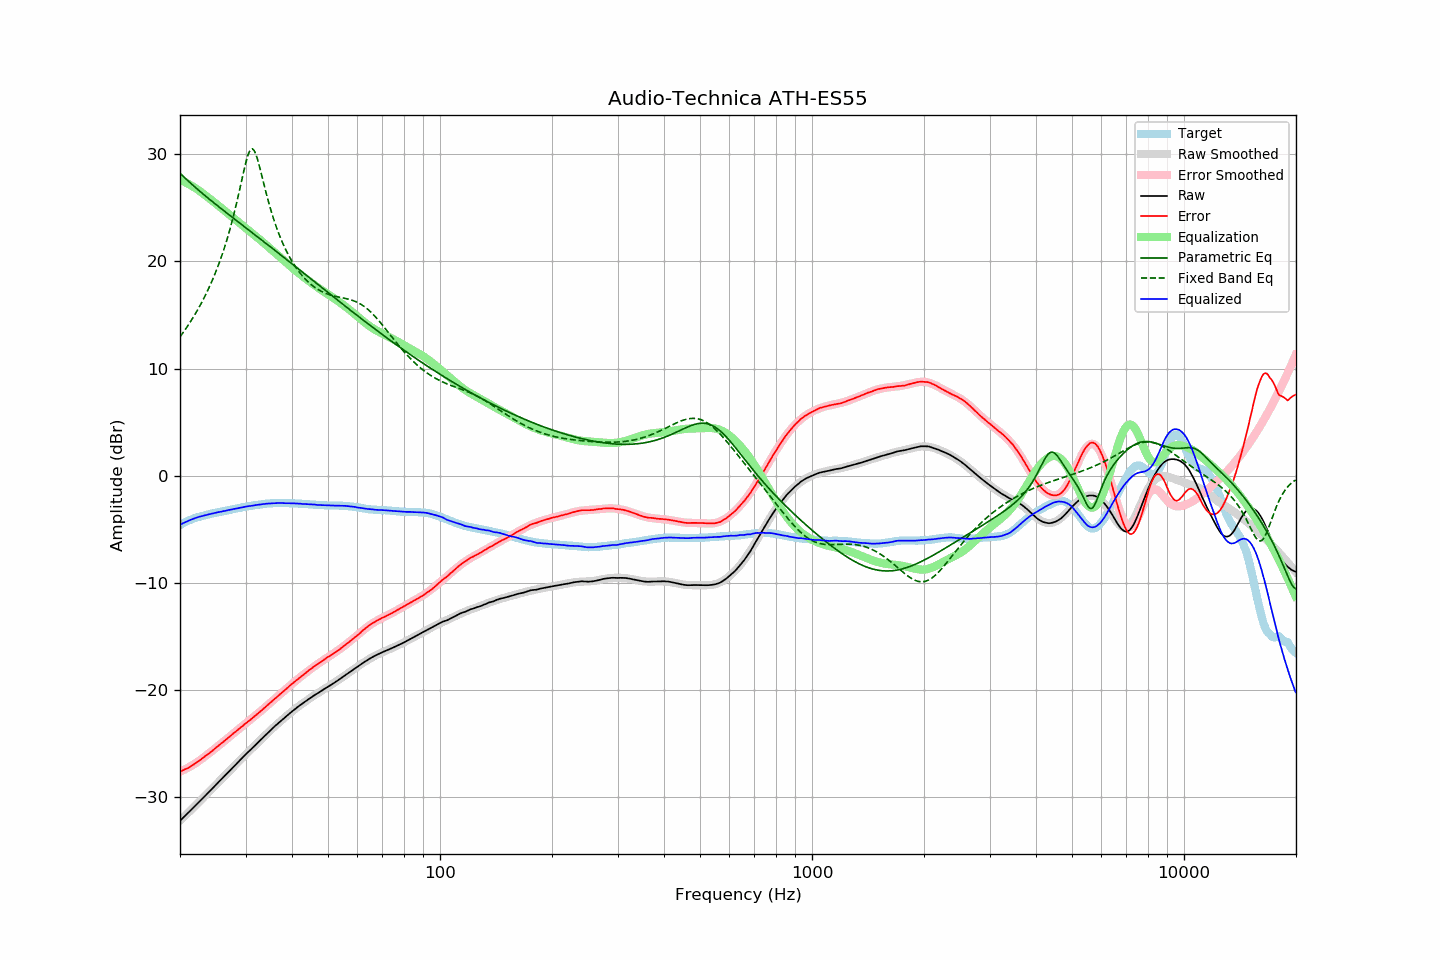 Audio-Technica ATH-ES55
Target
Raw Smoothed
Error Smoothed
Raw
Error
Equalization
Parametric Eq
Fixed Band Eq
Equalized
30
20
10
0
−10
−20
−30
Amplitude (dBr)
100
1000
10000
Frequency (Hz)